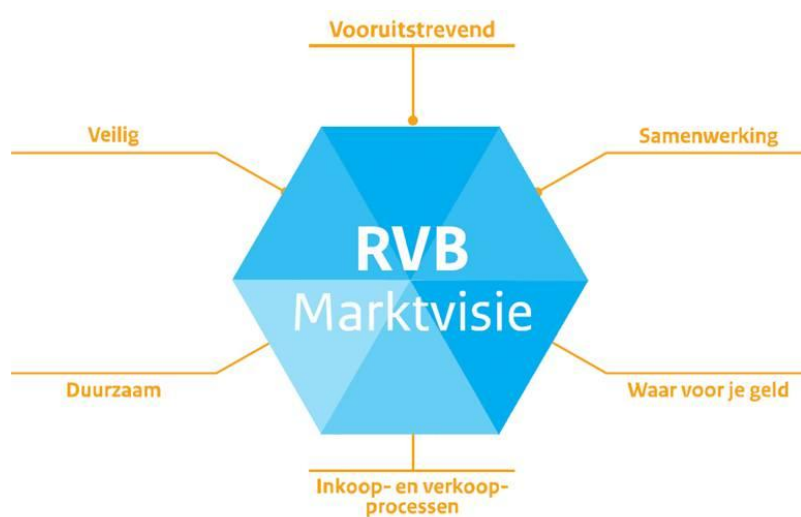 Vooruitstrevend
Veilig
Samenwerking
RVB
Marktvisie
Duurzaam
Waar voor je geld
Inkoop- en verkoop-
processen